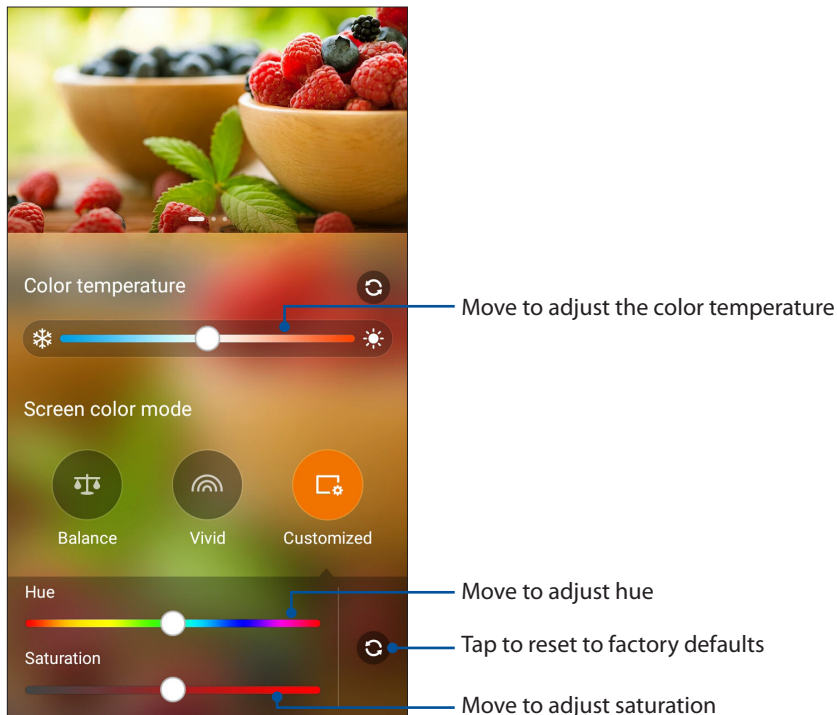 Color temperature
Move to adjust the color temperature
Screen color mode
Balance
Vivid
Customized
Hue
Move to adjust hue
Tap to reset to factory defaults
Saturation
Move to adjust saturation